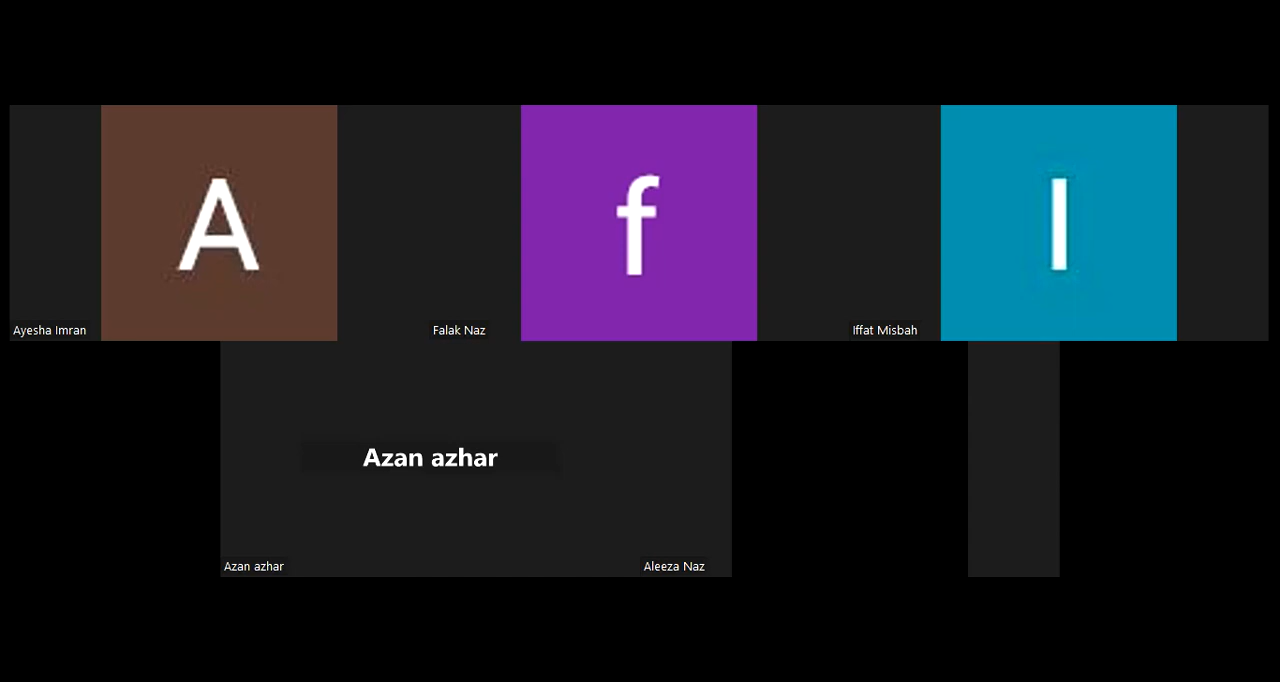 A
f
I
Ayesha Imran
Falak Naz
Iffat Misbah
Azan azhar
Azan azhar
Aleeza Naz